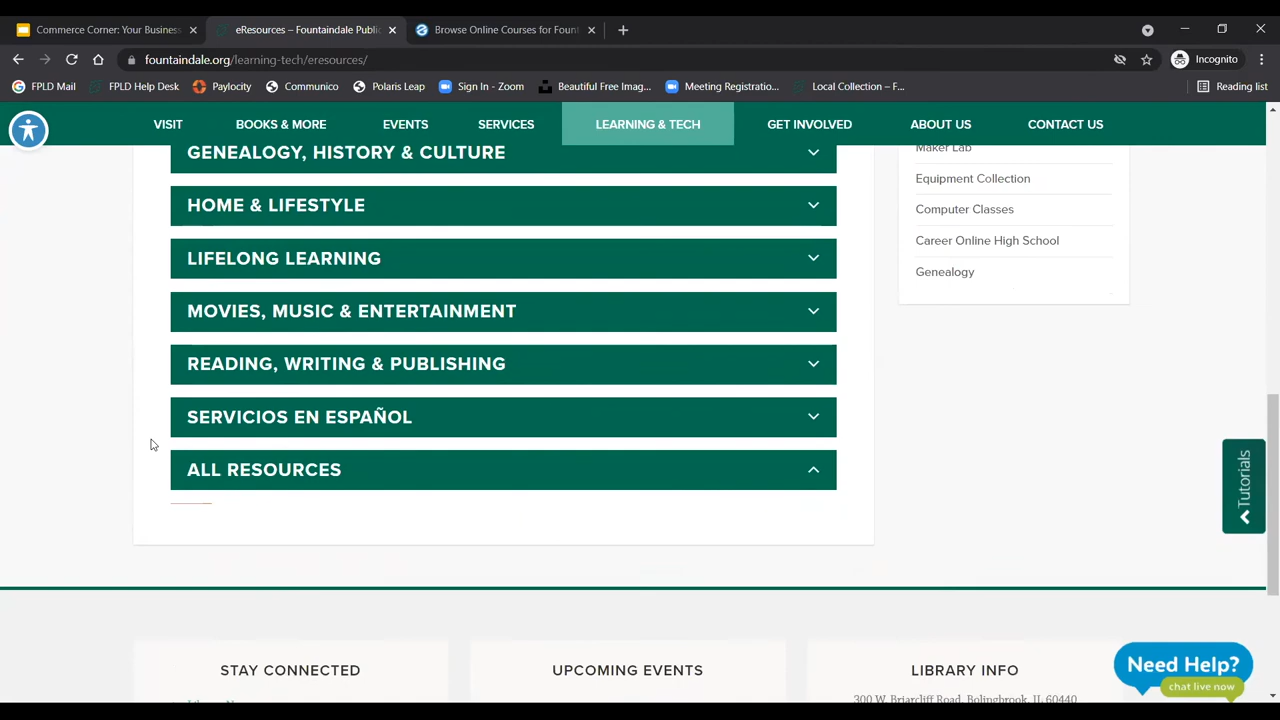 Commerce Corner: Your Business
eResources – Fountaindale Public
Browse Online Courses for Fount
fountaindale.org/learning-tech/eresources/
Incognito
FPLD Mail
FPLD Help Desk
Paylocity
Communico
Polaris Leap
Sign In - Zoom
Beautiful Free Imag...
Meeting Registratio...
Local Collection – F...
Reading list
VISIT
BOOKS & MORE
EVENTS
SERVICES
LEARNING & TECH
GET INVOLVED
ABOUT US
CONTACT US
GENEALOGY, HISTORY & CULTURE
HOME & LIFESTYLE
LIFELONG LEARNING
MOVIES, MUSIC & ENTERTAINMENT
READING, WRITING & PUBLISHING
SERVICIOS EN ESPAÑOL
ALL RESOURCES
Maker Lab
Equipment Collection
Computer Classes
Career Online High School
Genealogy
Tutorials
STAY CONNECTED
UPCOMING EVENTS
LIBRARY INFO
300 W. Briarcliff Road, Bolingbrook, IL 60440
Need Help?
chat live now